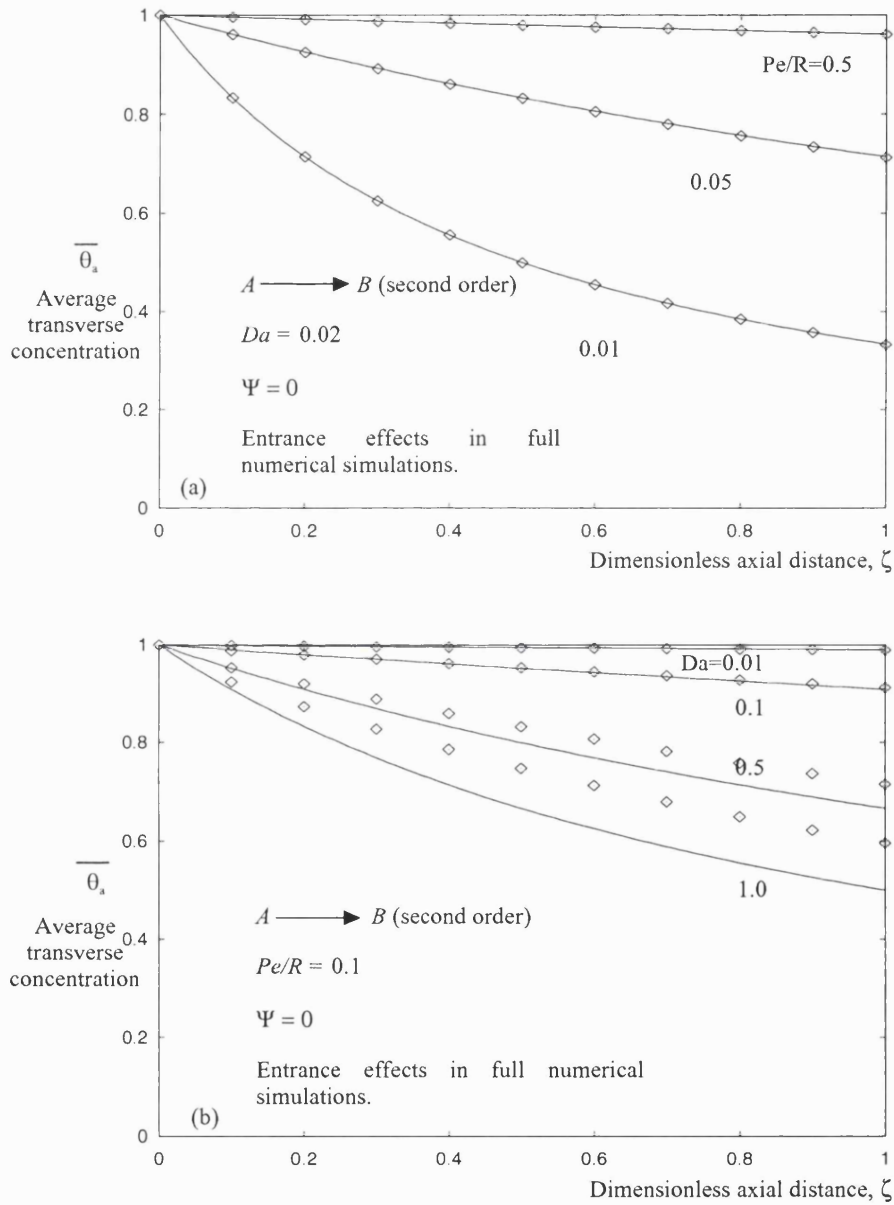 1
0.8
0.6
0.4
0.2
0
θₐ
Average
transverse
concentration
Pe/R=0.5
0.05
0.01
A → B (second order)
Da = 0.02
Ψ = 0
Entrance effects in full
numerical simulations.
(a)
0 0.2 0.4 0.6 0.8 1
Dimensionless axial distance, ζ
1
0.8
0.6
0.4
0.2
0
θₐ
Average
transverse
concentration
Da=0.01
0.1
0.5
1.0
A → B (second order)
Pe/R = 0.1
Ψ = 0
Entrance effects in full numerical
simulations.
(b)
0 0.2 0.4 0.6 0.8 1
Dimensionless axial distance, ζ